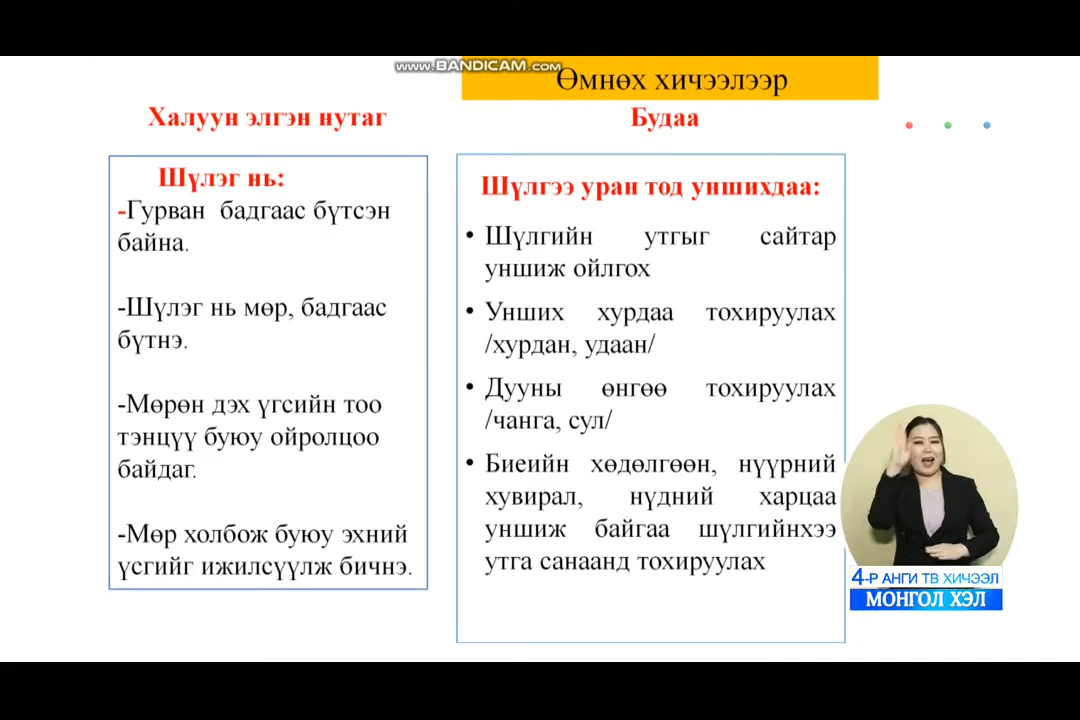 www.BANDICAM.com
Өмнөх хичээлээр
Халуун элгэн нутаг
Шүлэг нь:
-Гурван бадгаас бүтсэн
байна.
-Шүлэг нь мөр, бадгаас
бүтнэ.
-Мөрөн дэх үгсийн тоо
тэнцүү буюу ойролцоо
байдаг.
-Мөр холбож буюу эхний
үсгийг ижилсүүлж бичнэ.
Будаа
Шүлгээ уран тод уншихдаа:
• Шүлгийн утгыг сайтар
уншиж ойлгох
• Унших хурдаа тохируулах
/хурдан, удаан/
• Дууны өнгөө тохируулах
/чанга, сул/
• Биеийн хөдөлгөөн, нүүрний
хувирал, нүдний харцаа
уншиж байгаа шүлгийнхээ
утга санаанд тохируулах
4-Р АНГИ ТВ ХИЧЭЭЛ
МОНГОЛ ХЭЛ